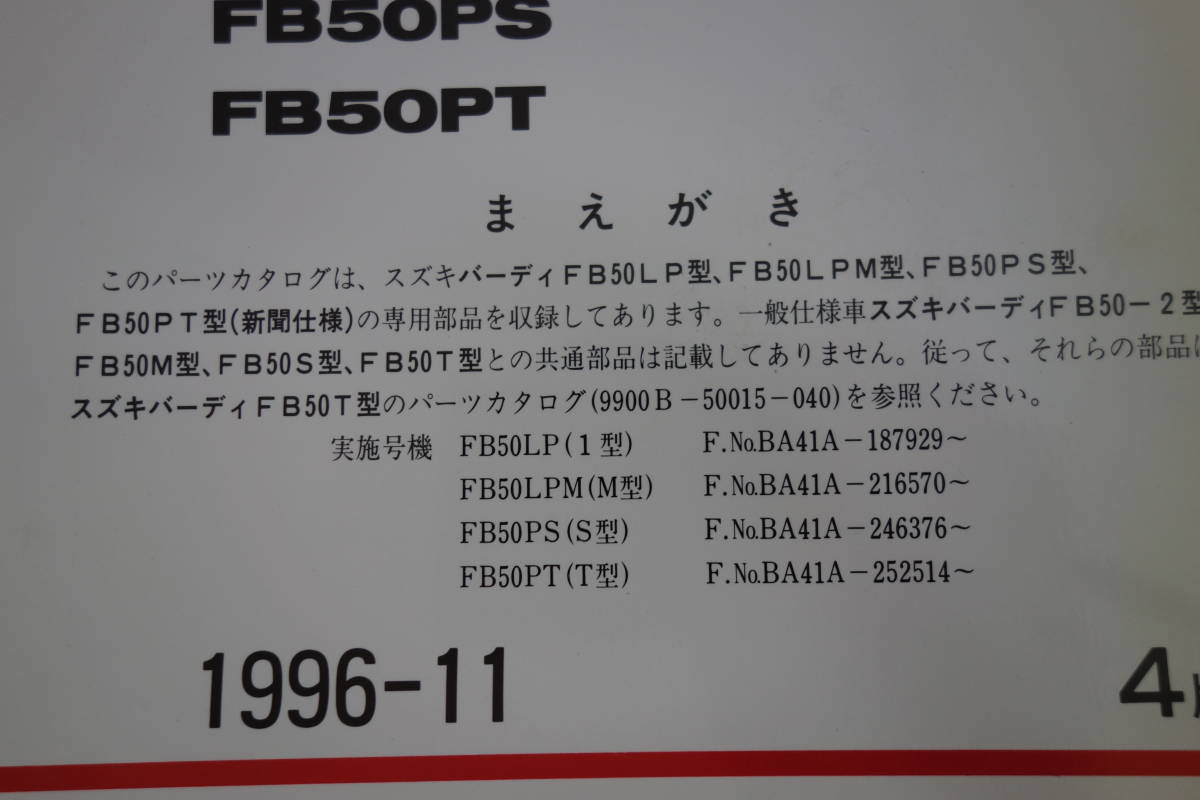 FB50PS
FB50PT
まえがき
このパーツカタログは、スズキバーディFB50LP型、FB50LPM型、FB50PS型、
FB50PT型(新聞仕様)の専用部品を収録してあります。一般仕様車スズキバーディFB50-2型
FB50M型、FB50S型、FB50T型との共通部品は記載してありません。従って、それらの部品は
スズキバーディFB50T型のパーツカタログ(9900B-50015-040)を参照ください。
実施号機 FB50LP(1型) F.No.BA41A-187929~
FB50LPM(M型) F.No.BA41A-216570~
FB50PS(S型) F.No.BA41A-246376~
FB50PT(T型) F.No.BA41A-252514~
1996-11
4